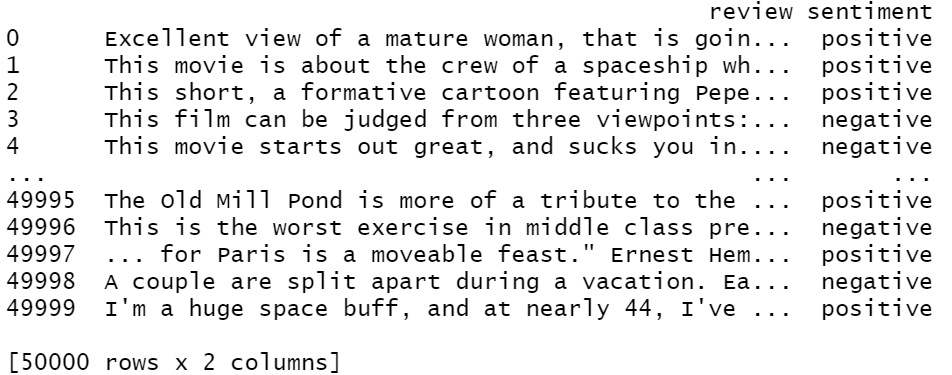 review sentiment
0 Excellent view of a mature woman, that is goin... positive
1 This movie is about the crew of a spaceship wh... positive
2 This short, a formative cartoon featuring Pepe... positive
3 This film can be judged from three viewpoints:... negative
4 This movie starts out great, and sucks you in.... negative
... ... ...
49995 The Old Mill Pond is more of a tribute to the ... positive
49996 This is the worst exercise in middle class pre... negative
49997 ... for Paris is a moveable feast." Ernest Hem... positive
49998 A couple are split apart during a vacation. Ea... negative
49999 I'm a huge space buff, and at nearly 44, I've ... positive
[50000 rows x 2 columns]